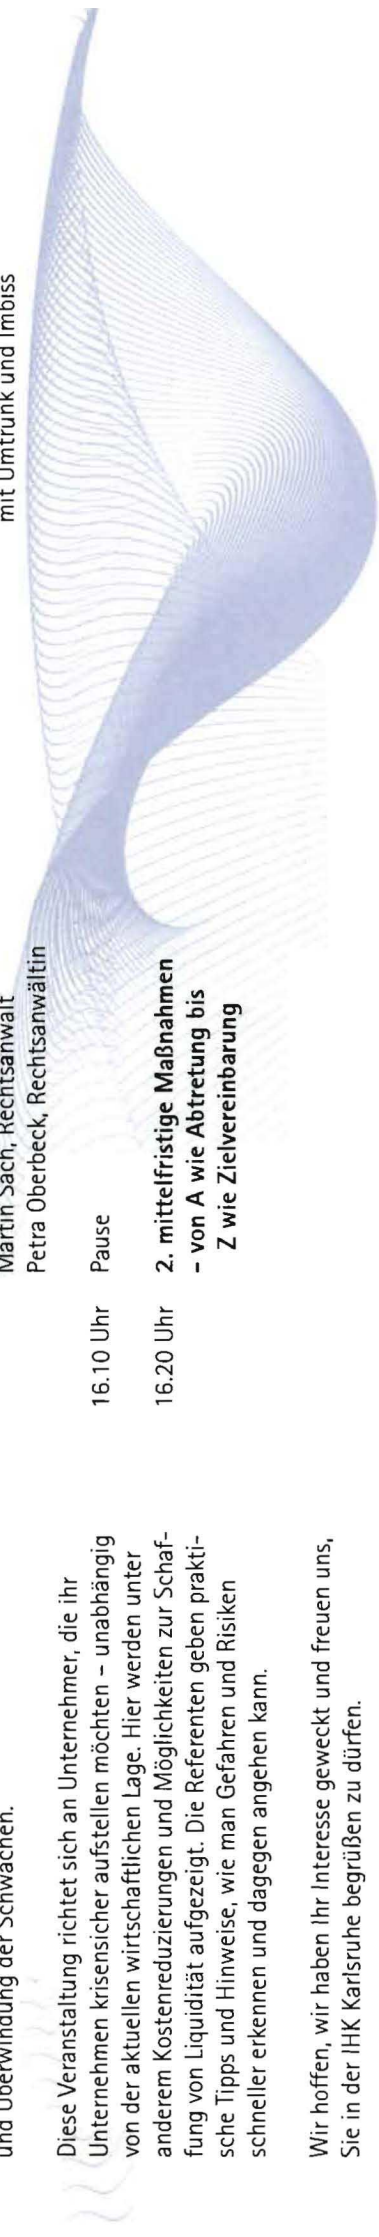 und Überwindung der Schwächen.
Diese Veranstaltung richtet sich an Unternehmer, die ihr
Unternehmen krisensicher aufstellen möchten – unabhängig
von der aktuellen wirtschaftlichen Lage. Hier werden unter
anderem Kostenreduzierungen und Möglichkeiten zur Schaf-
fung von Liquidität aufgezeigt. Die Referenten geben prakti-
sche Tipps und Hinweise, wie man Gefahren und Risiken
schneller erkennen und dagegen angehen kann.
Wir hoffen, wir haben Ihr Interesse geweckt und freuen uns,
Sie in der IHK Karlsruhe begrüßen zu dürfen.
Martin Sach, Rechtsanwalt
Petra Oberbeck, Rechtsanwältin
16.10 Uhr Pause
16.20 Uhr 2. mittelfristige Maßnahmen
– von A wie Abtretung bis
Z wie Zielvereinbarung
mit Umtrunk und Imbiss